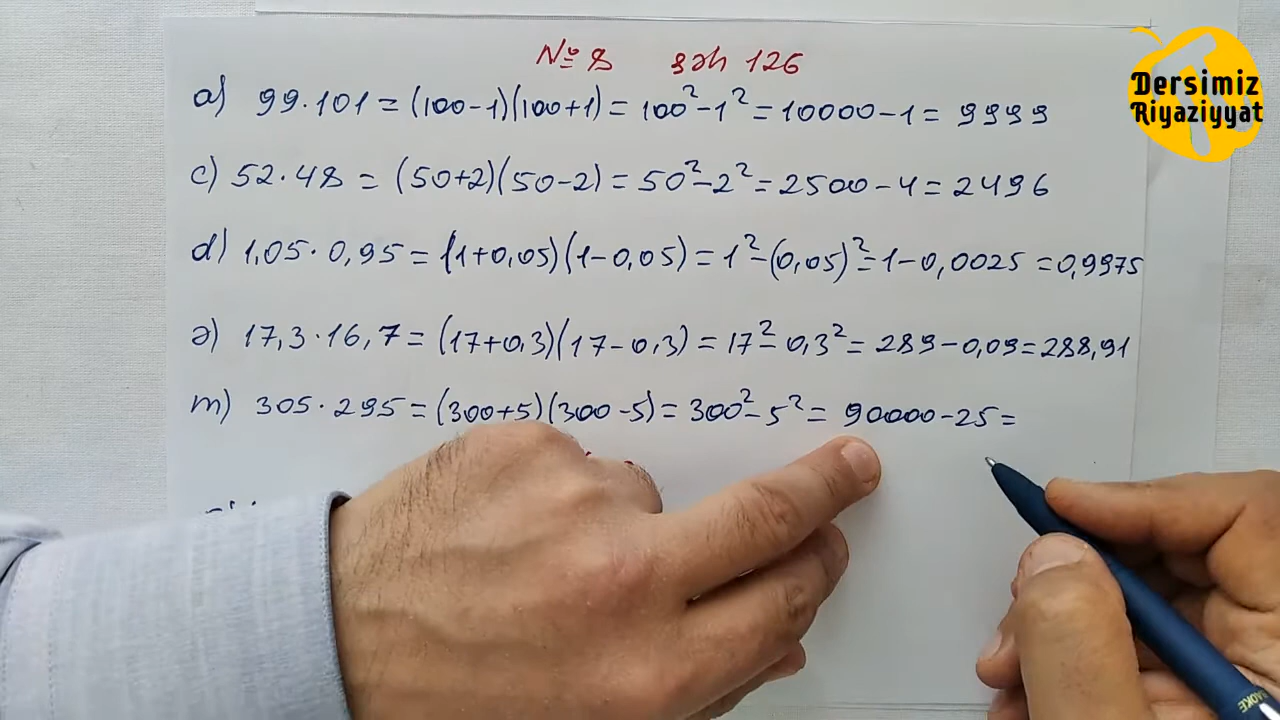 № 8 səh 126
a) 99·101=(100-1)(100+1)=100²-1²=10000-1=9999
c) 52·48=(50+2)(50-2)=50²-2²=2500-4=2496
d) 1,05·0,95=(1+0,05)(1-0,05)=1²-(0,05)²=1-0,0025=0,9975
ə) 17,3·16,7=(17+0,3)(17-0,3)=17²-0,3²=289-0,09=288,91
m) 305·295=(300+5)(300-5)=300²-5²=90000-25=
Dersimiz
Riyaziyyat